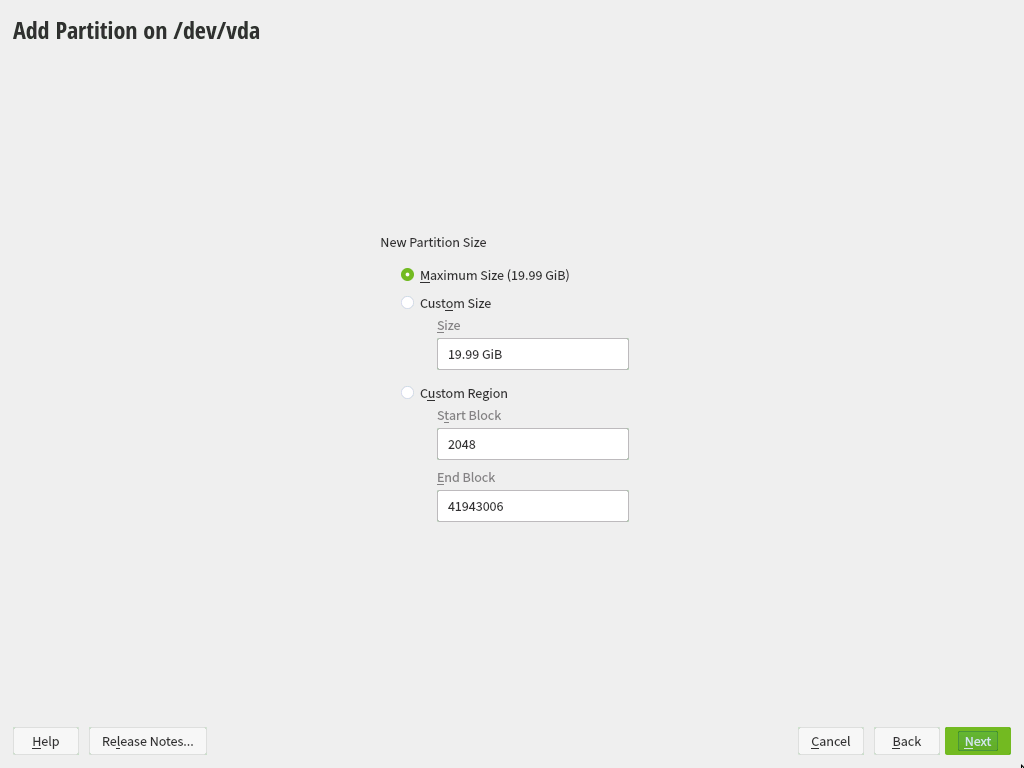 Add Partition on /dev/vda
New Partition Size
Maximum Size (19.99 GiB)
Custom Size
Size
19.99 GiB
Custom Region
Start Block
2048
End Block
41943006
Help Release Notes... Cancel Back Next